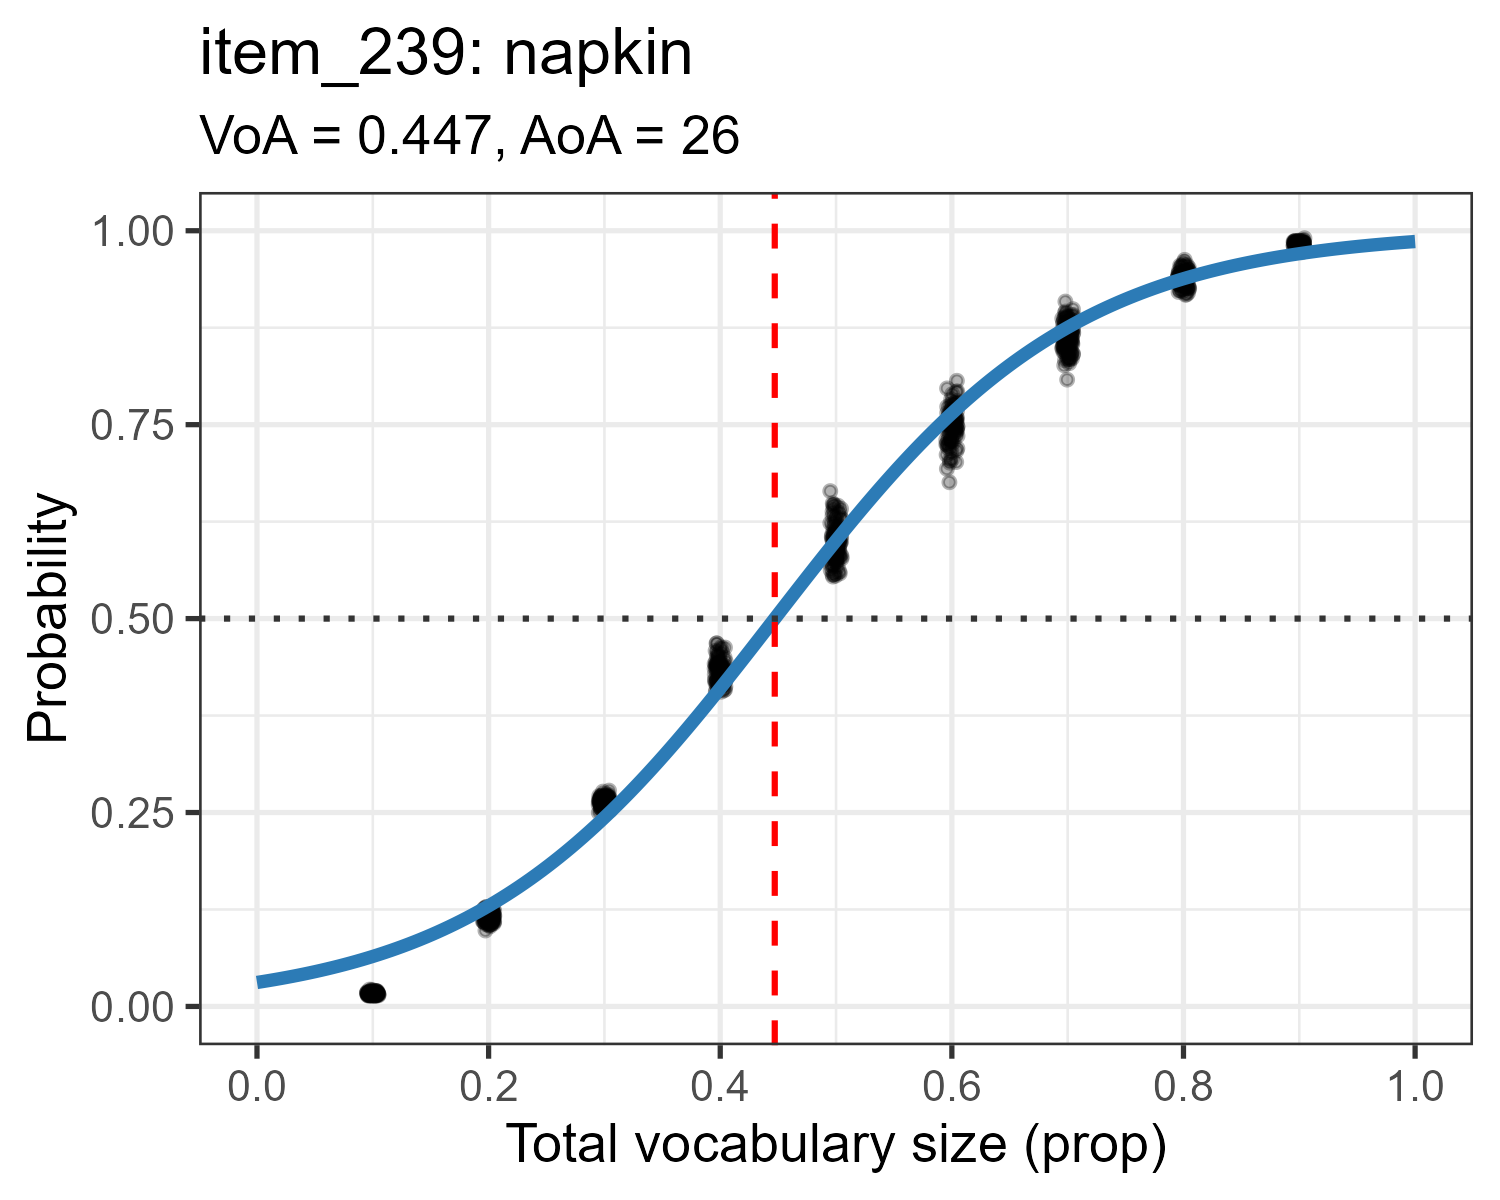 item_239: napkin
VoA = 0.447, AoA = 26
Probability
1.00
0.75
0.50
0.25
0.00
0.0 0.2 0.4 0.6 0.8 1.0
Total vocabulary size (prop)